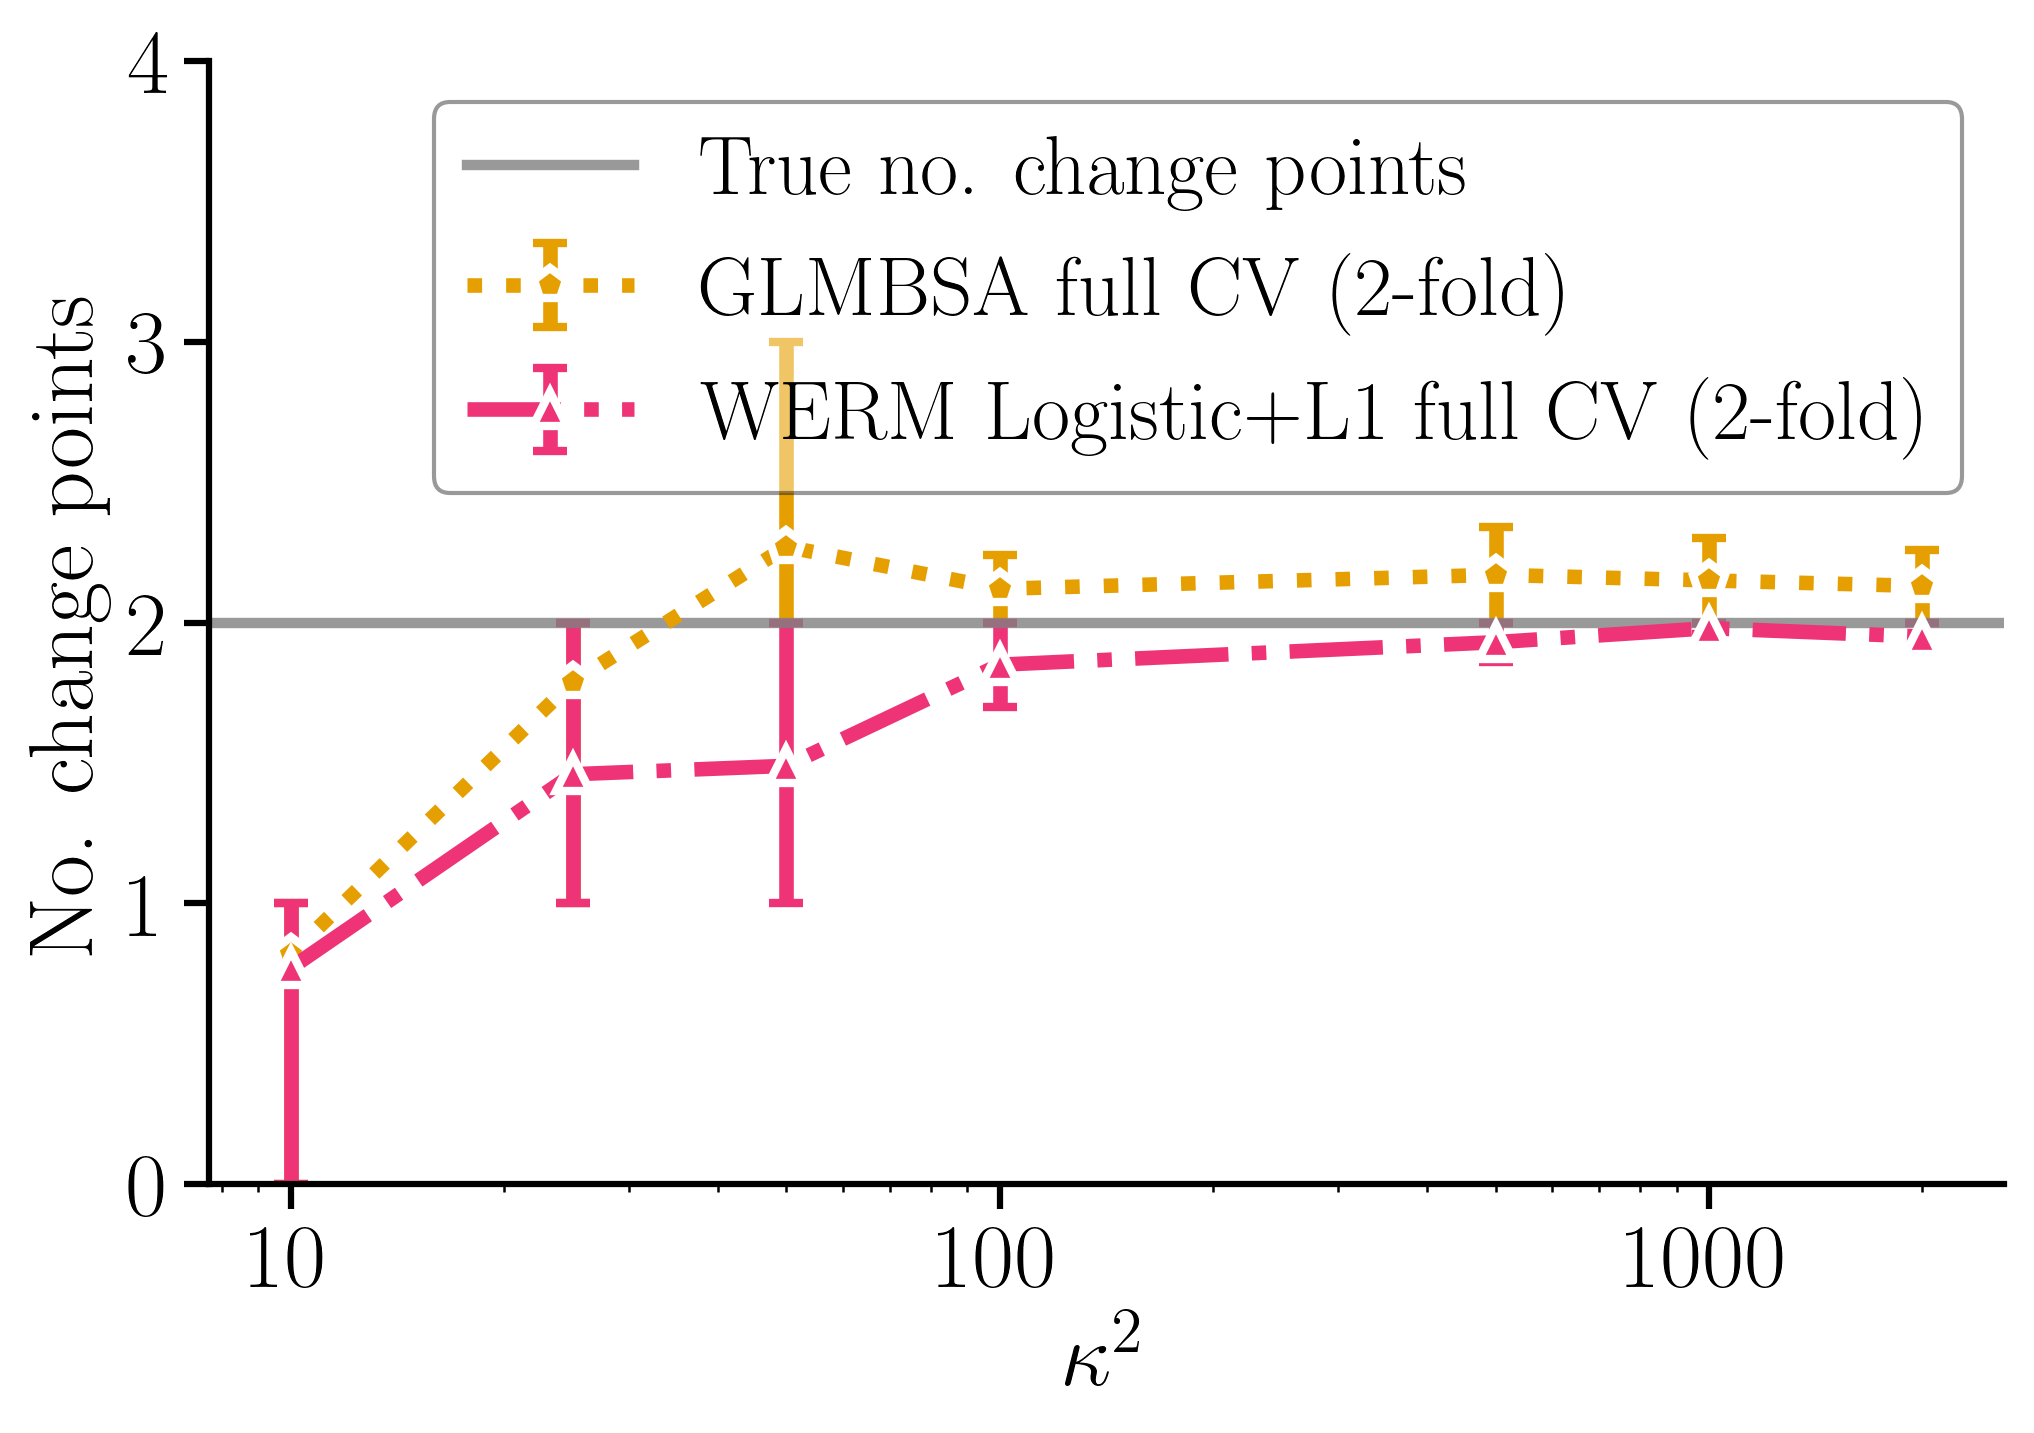 4
3
2
1
0
No. change points
True no. change points
GLMBSA full CV (2-fold)
WERM Logistic+L1 full CV (2-fold)
10
100
1000
κ²